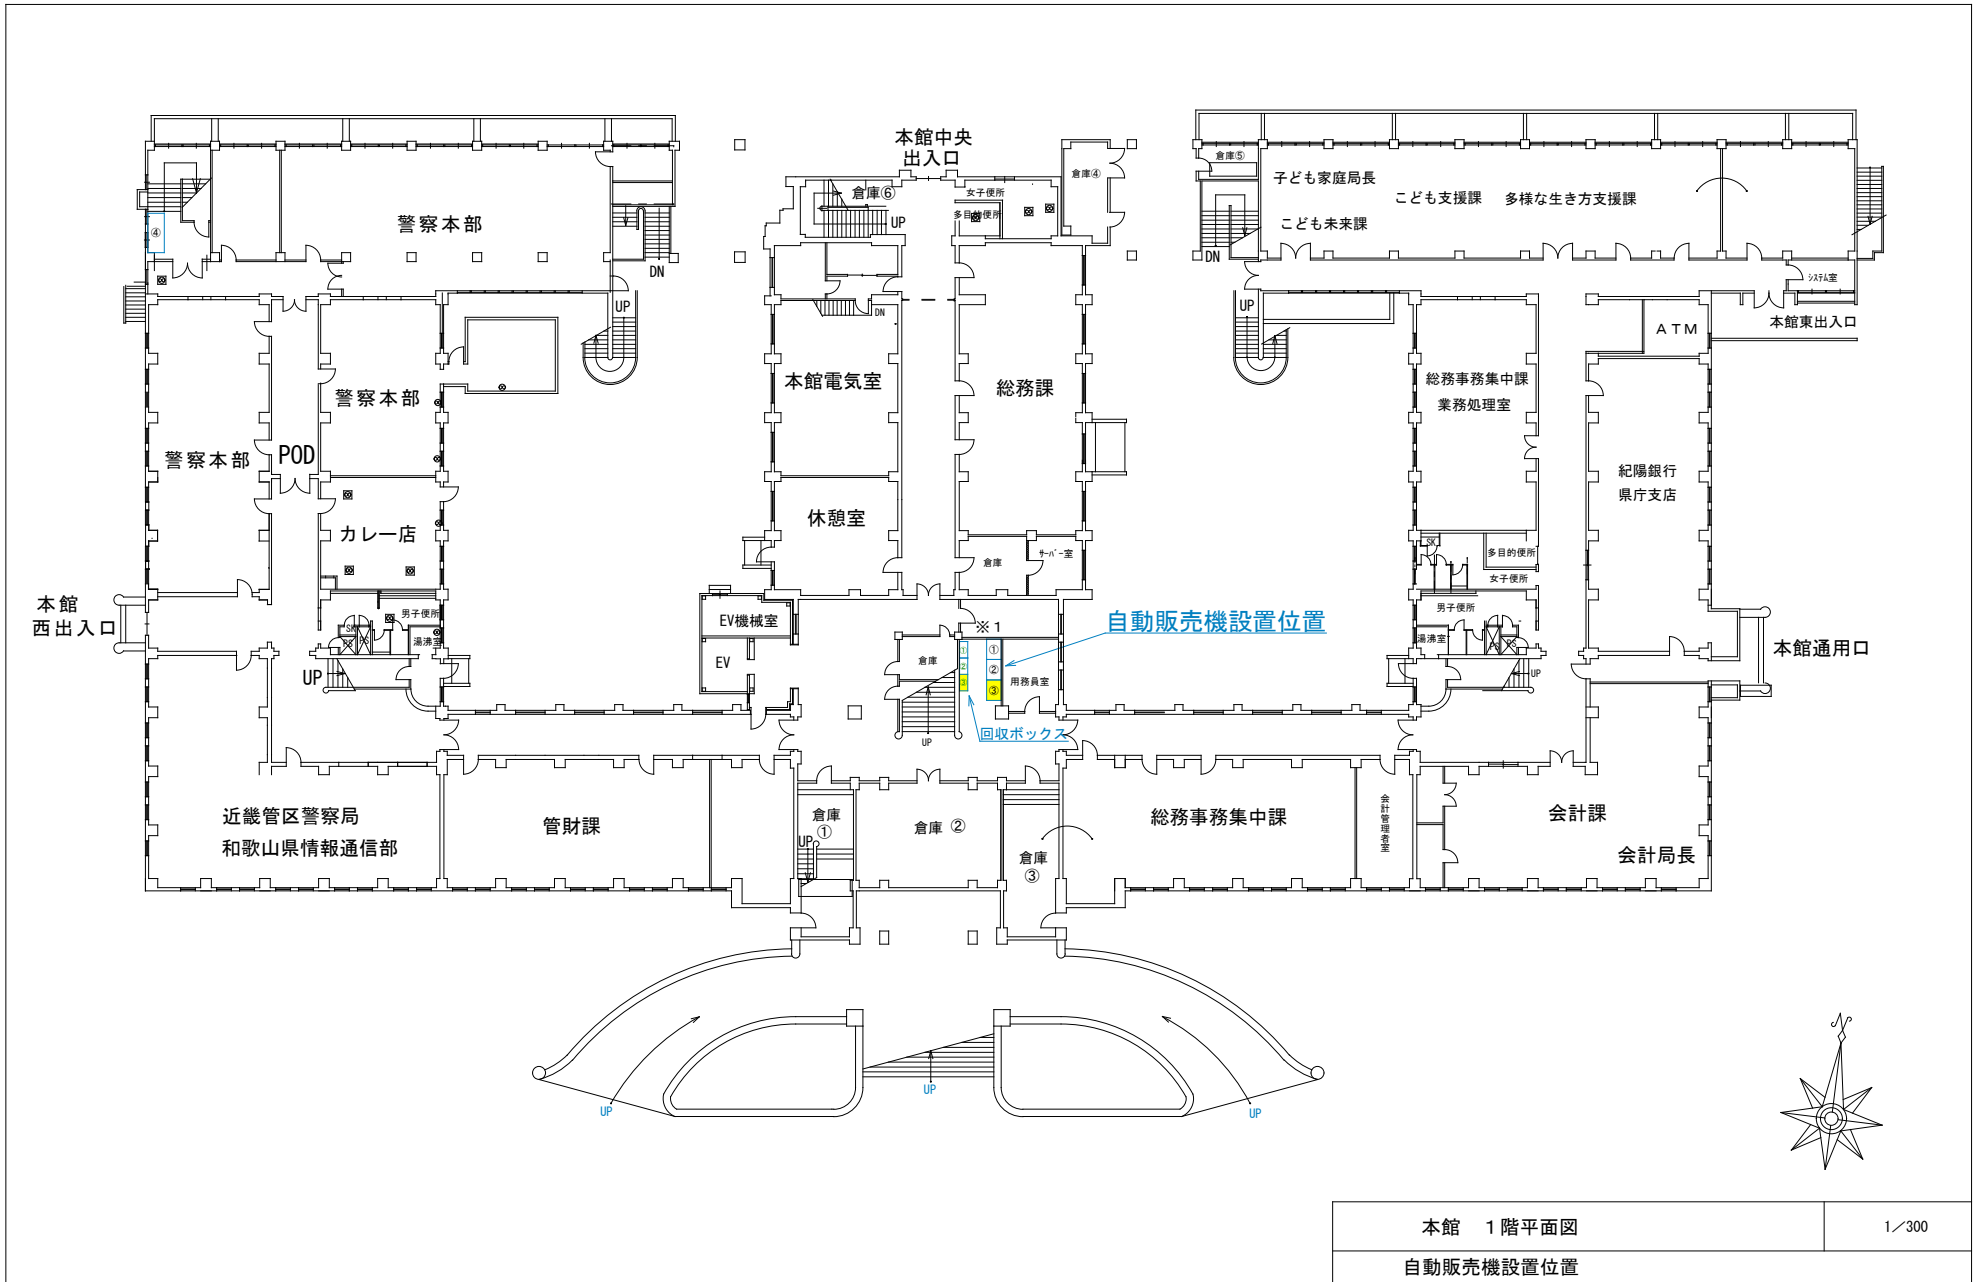 本館中央
出入口
倉庫④
倉庫⑤
倉庫⑥
女子便所
多目的便所
UP
子ども家庭局長
こども支援課
多様な生き方支援課
こども未来課
警察本部
④
DN
DN
システム室
UP
UP
DN
ATM
本館東出入口
本館電気室
総務課
総務事務集中課
業務処理室
警察本部
警察本部
POD
紀陽銀行
県庁支店
休憩室
カレー店
倉庫
サーバー室
SK
多目的便所
女子便所
本館
西出入口
男子便所
湯沸室
SK
PS
PS
EV機械室
EV
※1
自動販売機設置位置
倉庫
①
②
③
①
②
③
用務員室
回収ボックス
UP
男子便所
湯沸室
PS
PS
本館通用口
UP
UP
近畿管区警察局
和歌山県情報通信部
管財課
倉庫
①
UP
倉庫 ②
倉庫
③
総務事務集中課
会計管理者室
会計課
会計局長
UP
UP
UP
本館 1階平面図
1/300
自動販売機設置位置